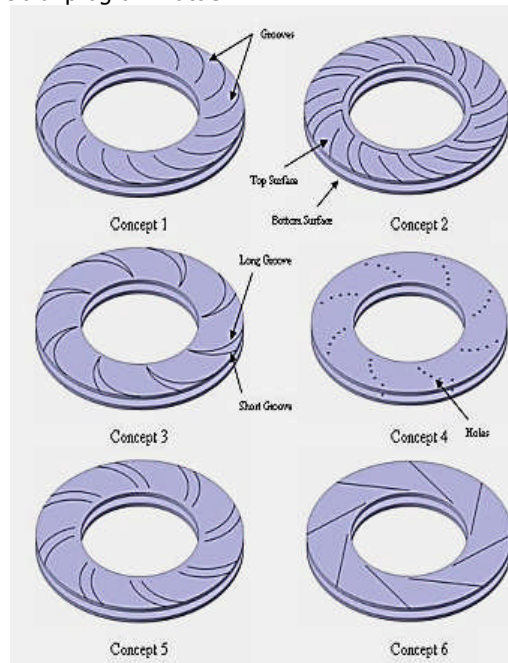 Grooves
Top Surface
Bottom Surface
Concept 1
Concept 2
Long Groove
Short Groove
Concept 3
Concept 4
Holes
Concept 5
Concept 6